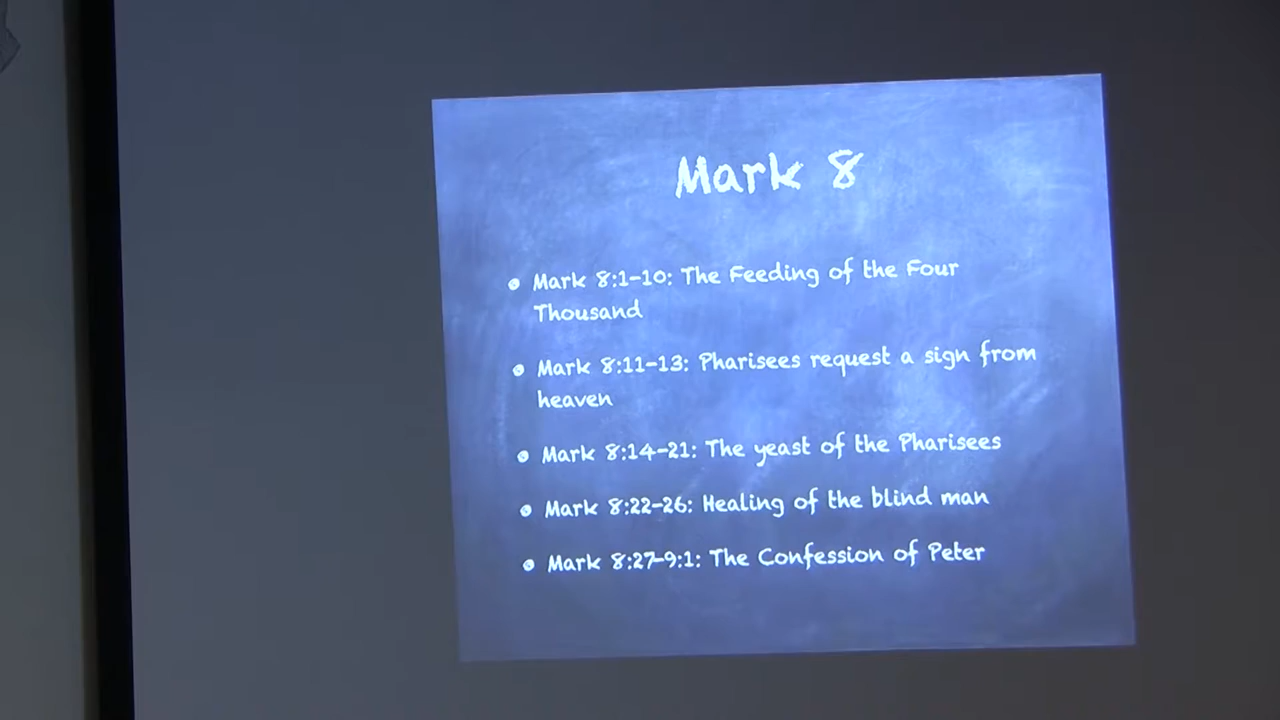 Mark 8
• Mark 8:1-10: The Feeding of the Four
Thousand
• Mark 8:11-13: Pharisees request a sign from
heaven
• Mark 8:14-21: The yeast of the Pharisees
• Mark 8:22-26: Healing of the blind man
• Mark 8:27-9:1: The Confession of Peter